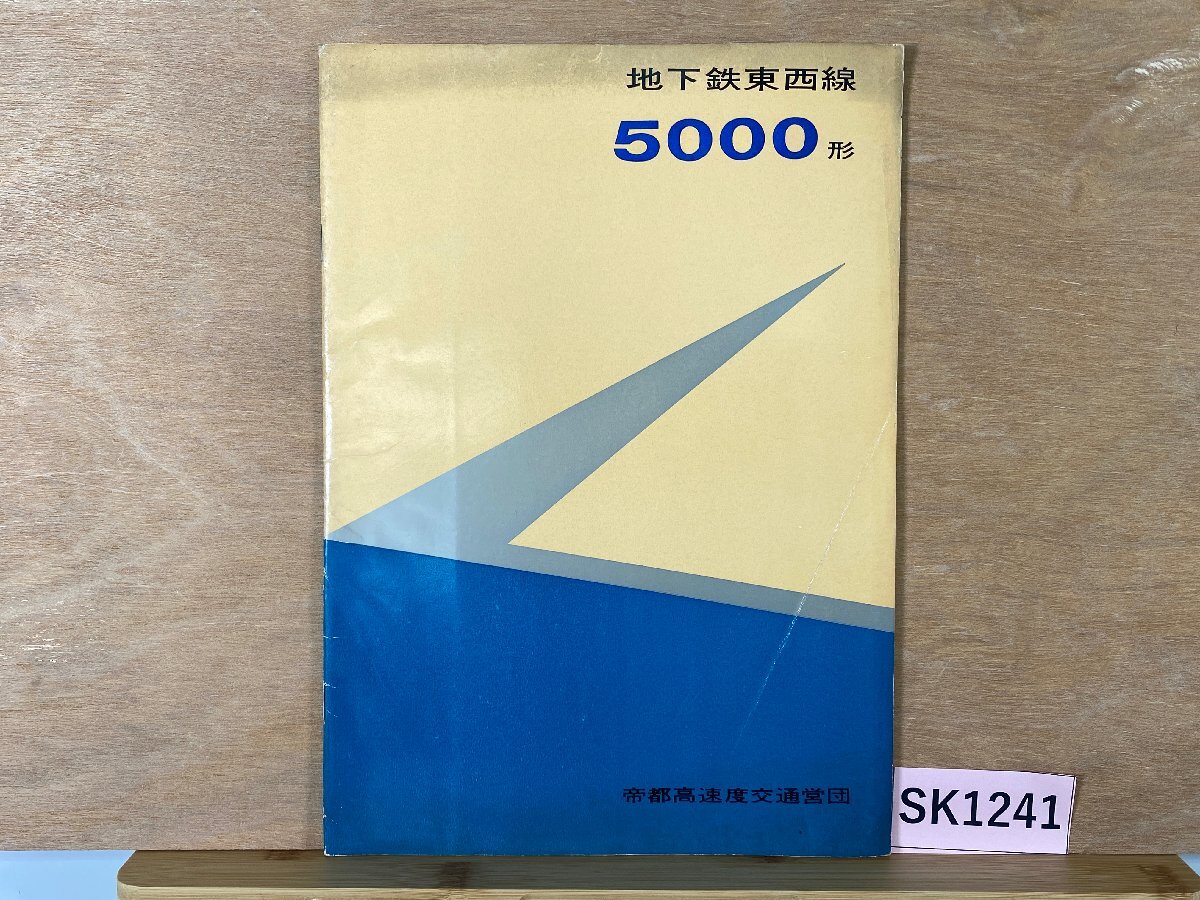 地下鉄東西線
5000形
帝都高速度交通営団
SK1241